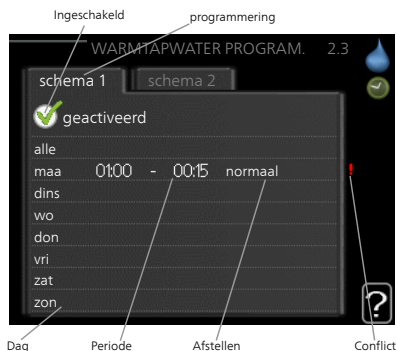 Ingeschakeld programmering
WARMTAPWATER PROGRAM. 2.3
schema 1 schema 2
geactiveerd
alle
maa 01:00 - 00:15 normaal !
dins
wo
don
vri
zat
zon
?
Dag Periode Afstellen Conflict